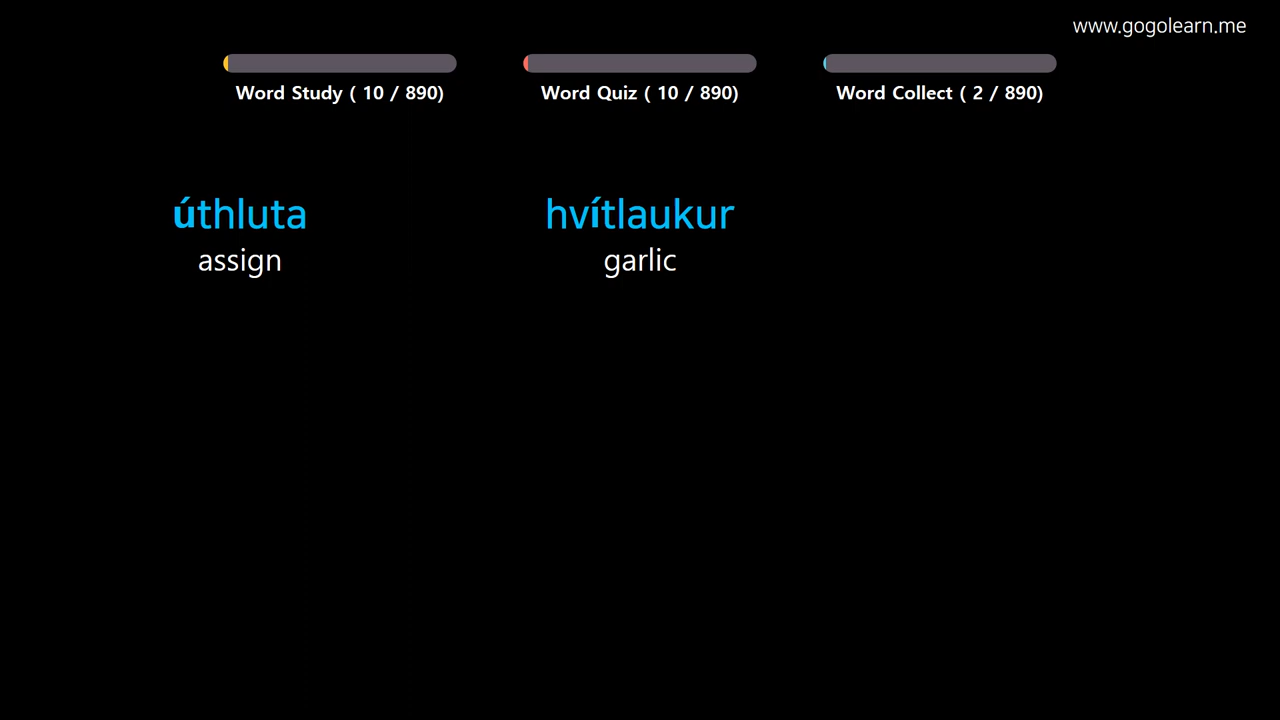 www.gogolearn.me
Word Study ( 10 / 890)
Word Quiz ( 10 / 890)
Word Collect ( 2 / 890)
úthluta
assign
hvítlaukur
garlic